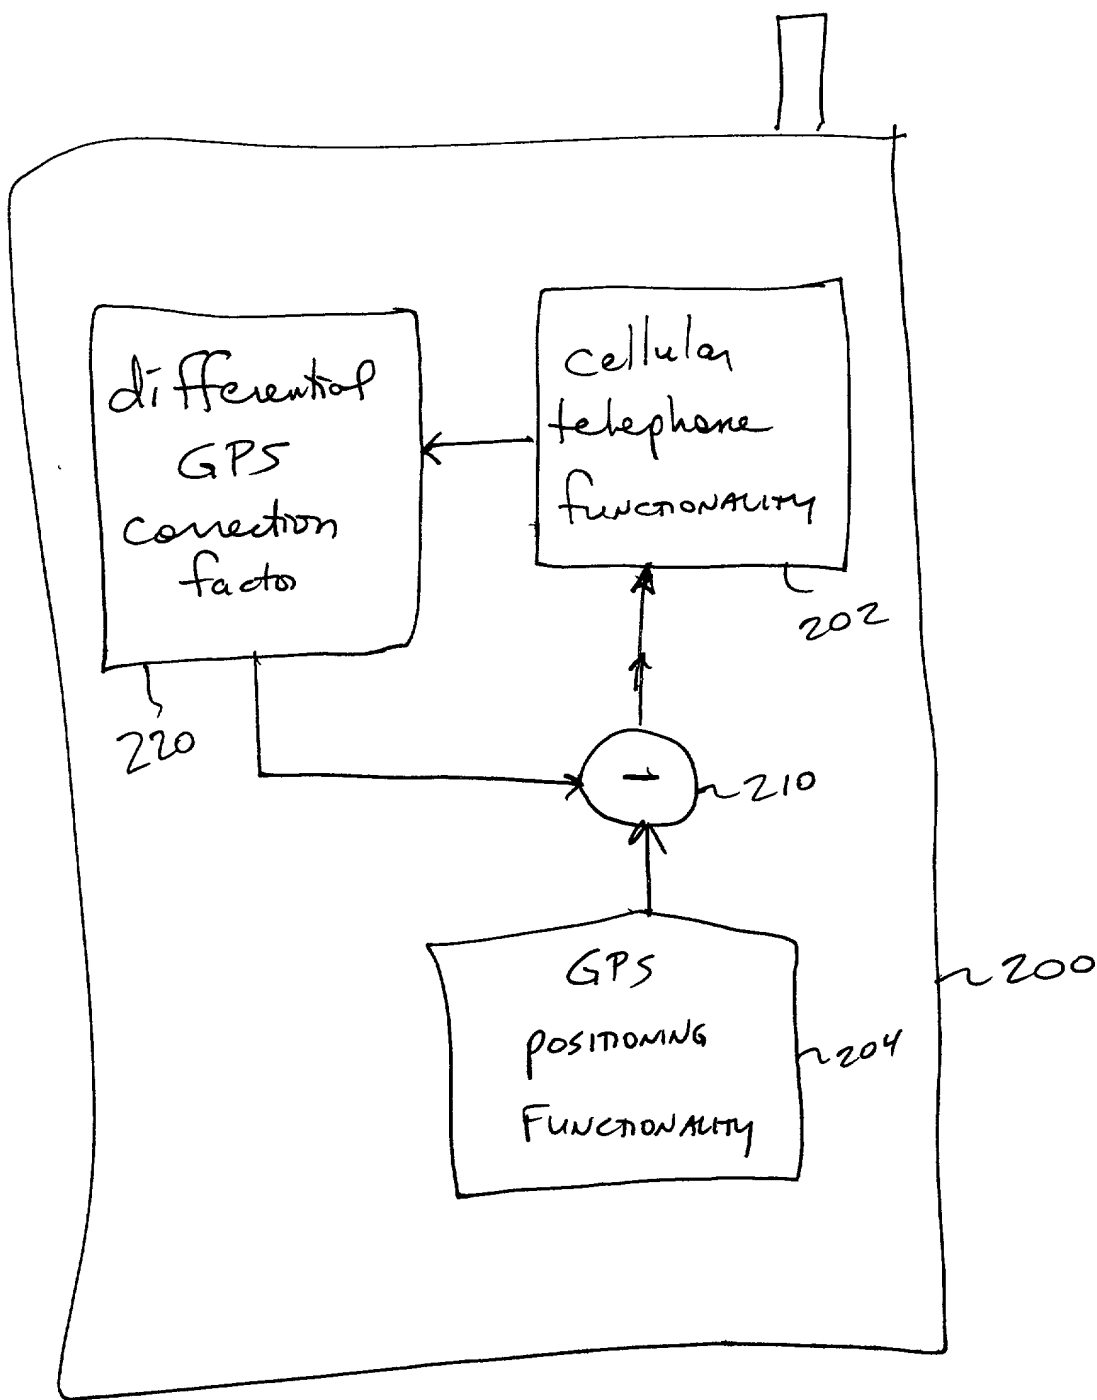 differential
GPS
correction
factor
220
cellular
telephone
FUNCTIONALITY
202
–
210
GPS
POSITIONING
FUNCTIONALITY
204
200